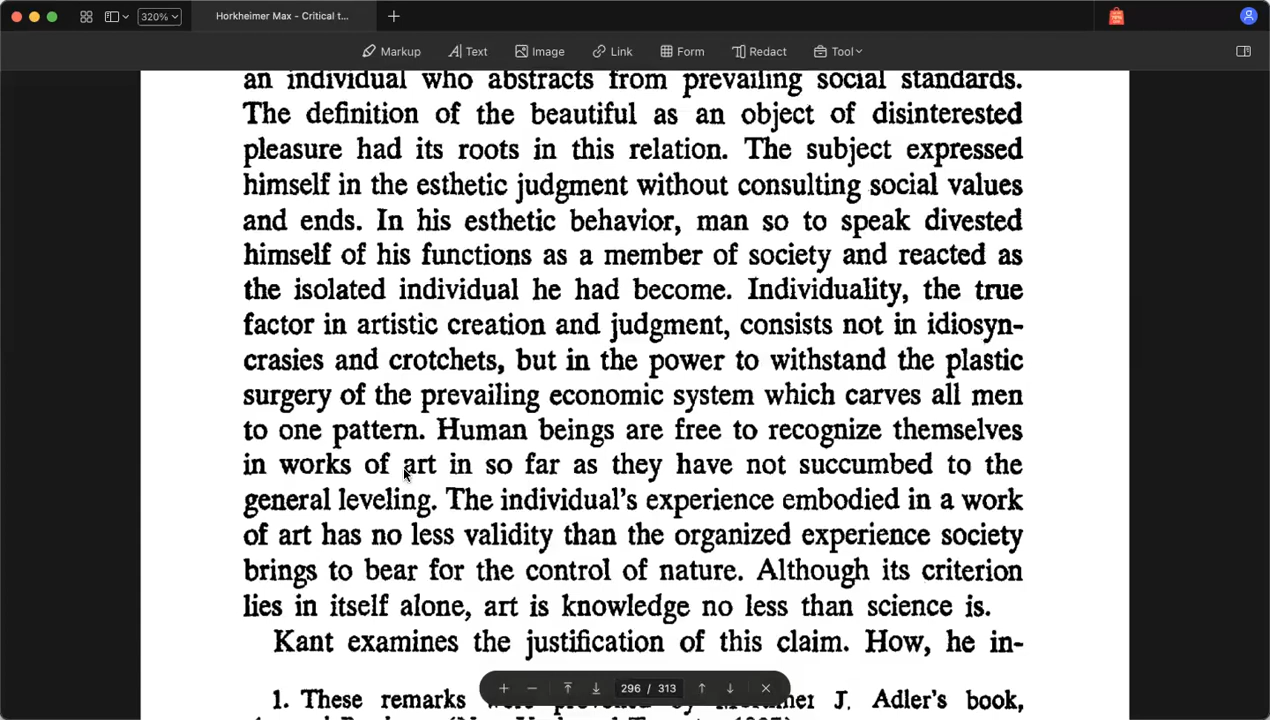 320%
Horkheimer Max - Critical t...
Markup Text Image Link Form Redact Tool
an individual who abstracts from prevailing social standards.
The definition of the beautiful as an object of disinterested
pleasure had its roots in this relation. The subject expressed
himself in the esthetic judgment without consulting social values
and ends. In his esthetic behavior, man so to speak divested
himself of his functions as a member of society and reacted as
the isolated individual he had become. Individuality, the true
factor in artistic creation and judgment, consists not in idiosyn-
crasies and crotchets, but in the power to withstand the plastic
surgery of the prevailing economic system which carves all men
to one pattern. Human beings are free to recognize themselves
in works of art in so far as they have not succumbed to the
general leveling. The individual's experience embodied in a work
of art has no less validity than the organized experience society
brings to bear for the control of nature. Although its criterion
lies in itself alone, art is knowledge no less than science is.
Kant examines the justification of this claim. How, he in-
296 / 313
1. These remarks J. Adler's book,